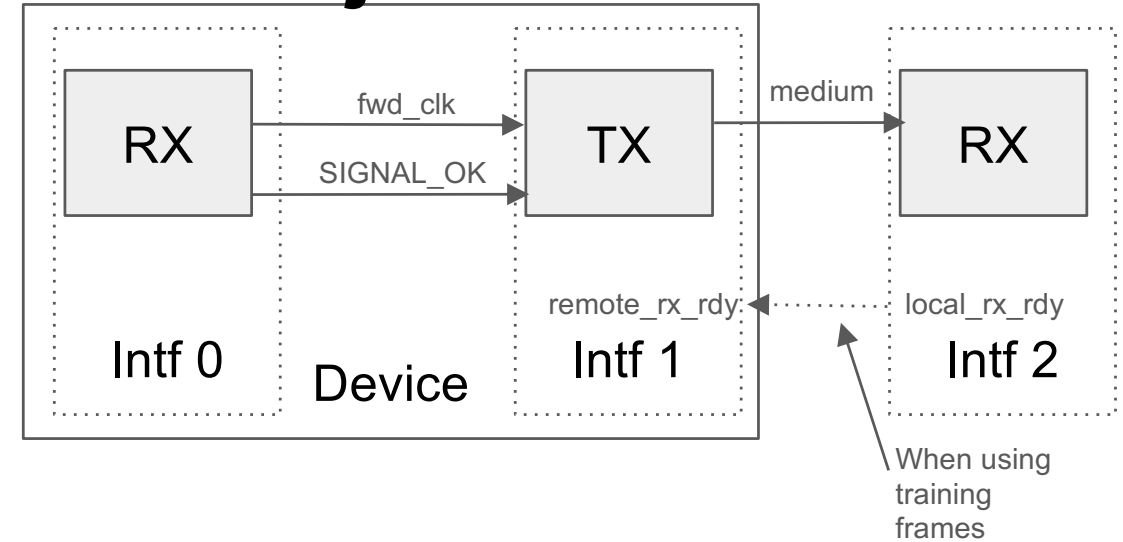 fwd_clk
medium
RX
TX
RX
SIGNAL_OK
remote_rx_rdy
local_rx_rdy
Intf 0
Device
Intf 1
Intf 2
When using
training
frames